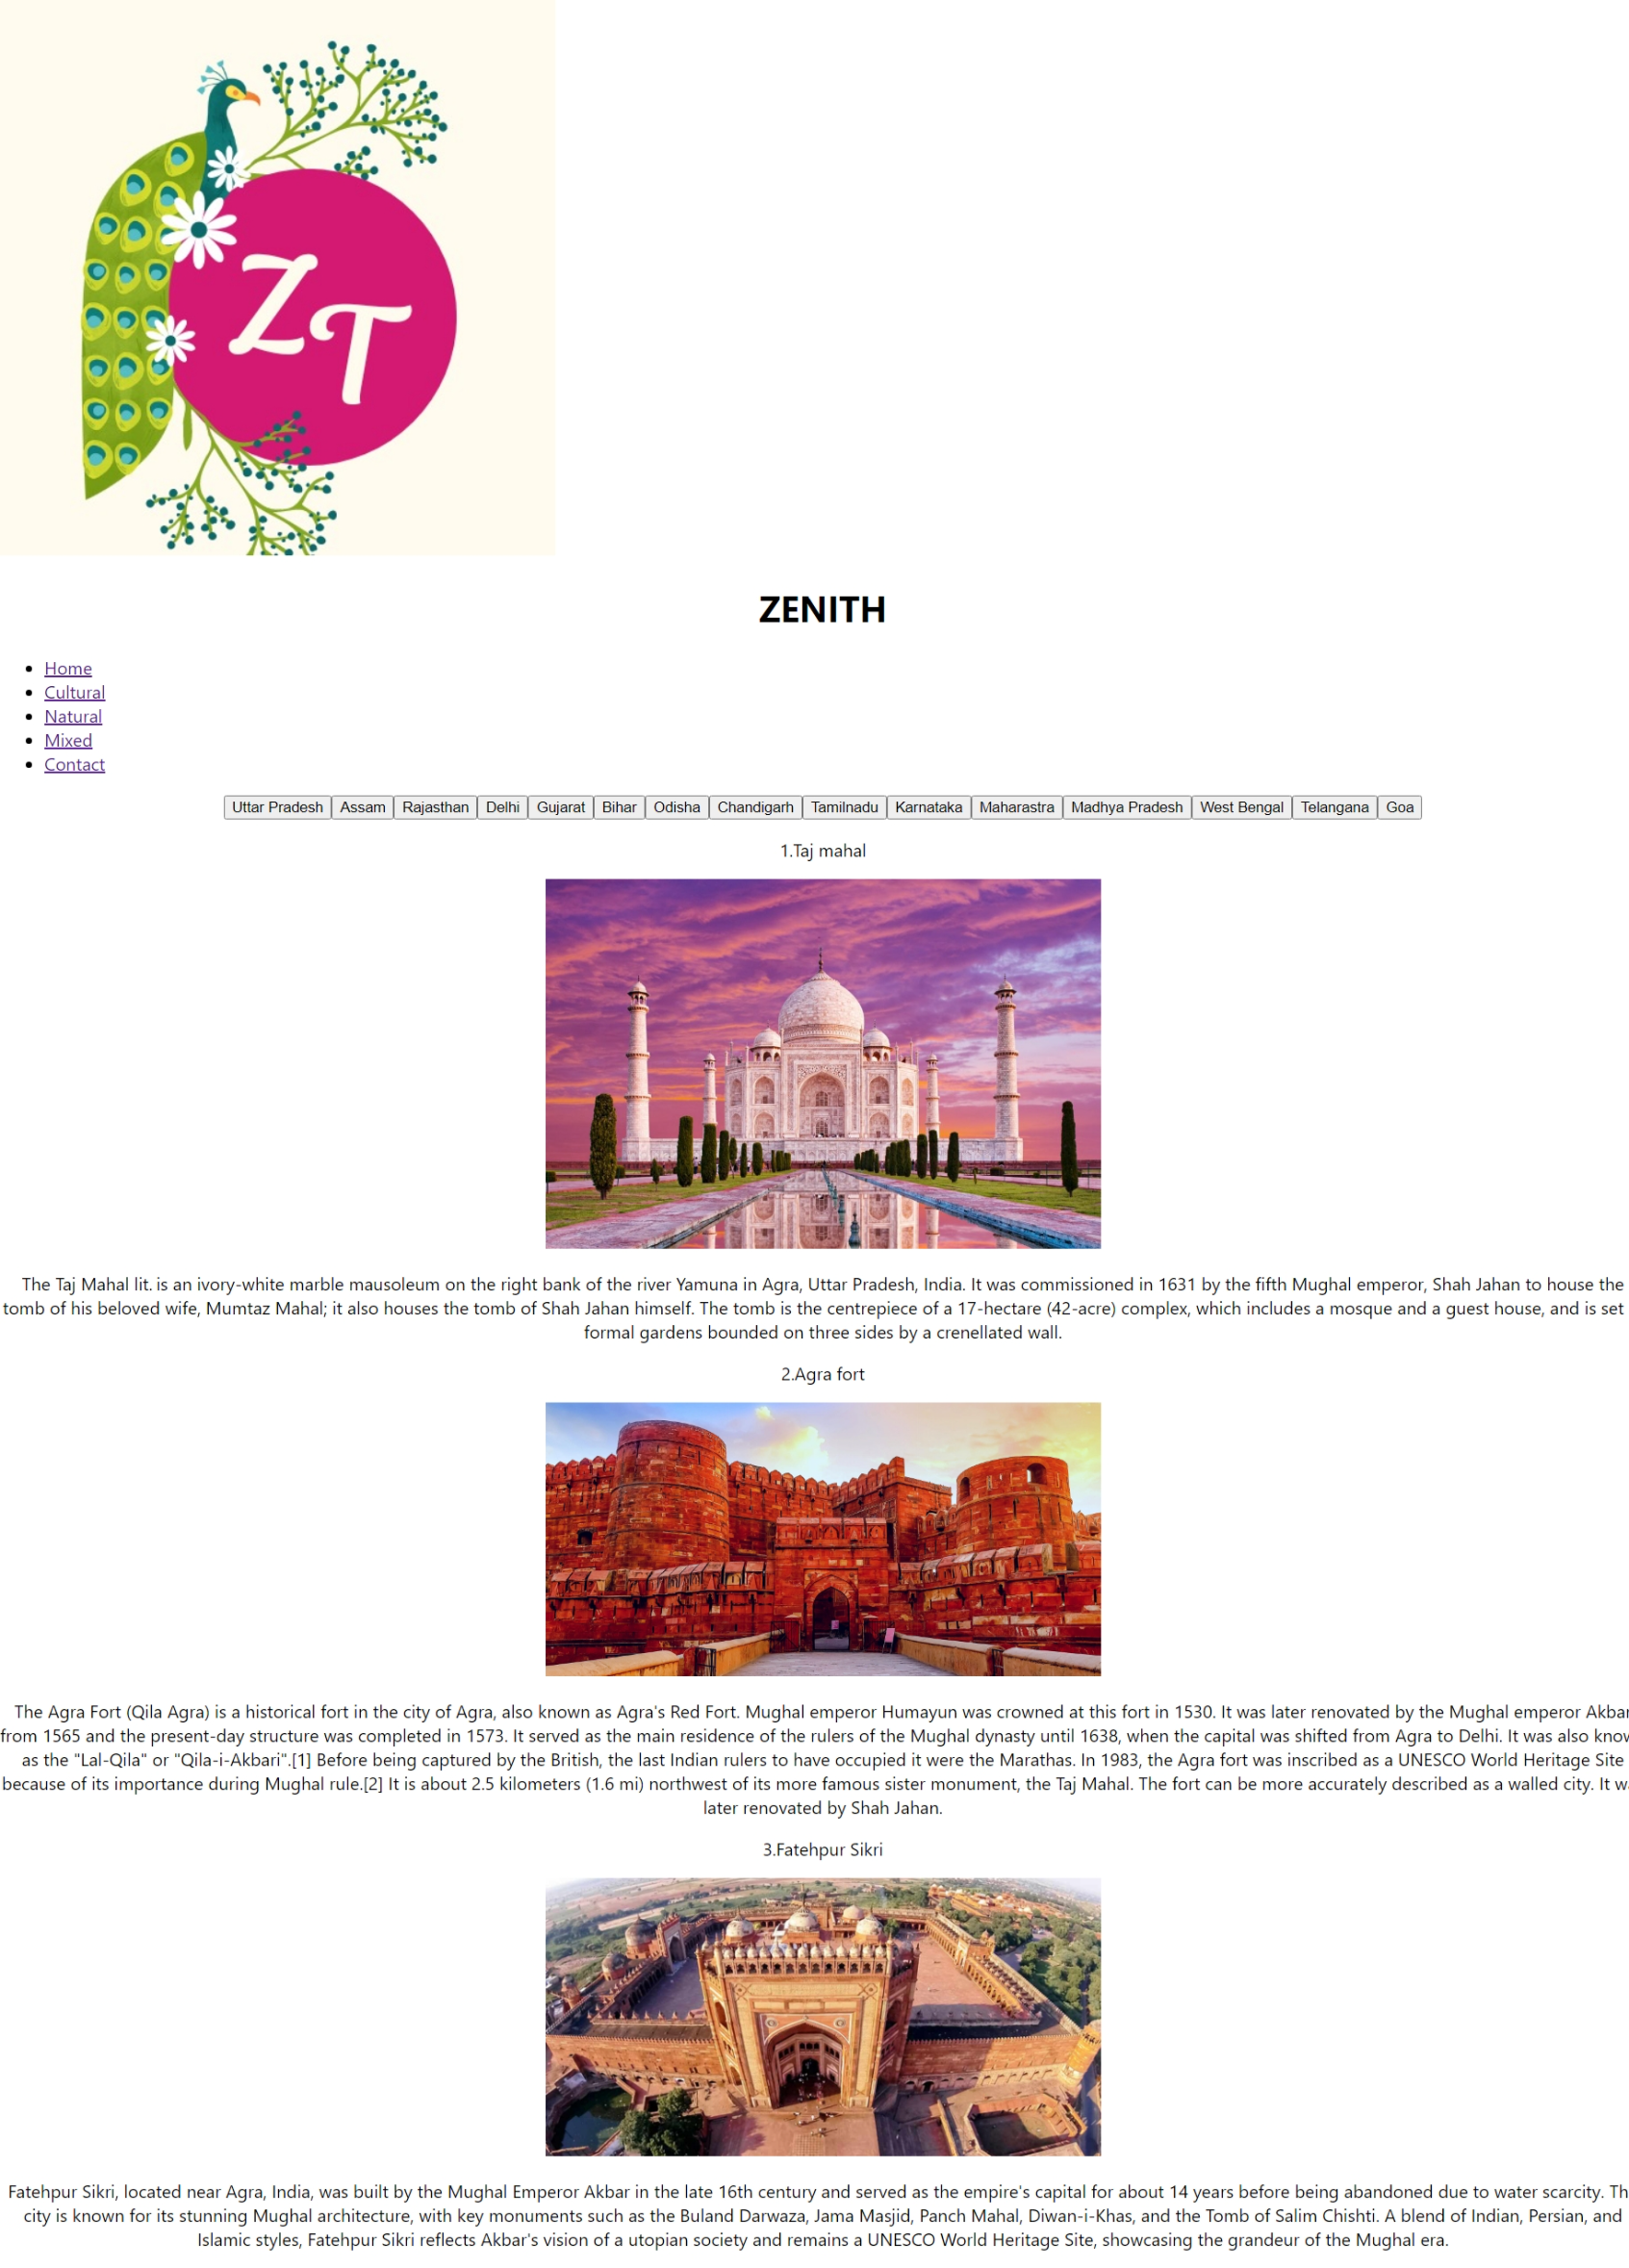 ZT
ZENITH
Home
Cultural
Natural
Mixed
Contact
Uttar Pradesh Assam Rajasthan Delhi Gujarat Bihar Odisha Chandigarh Tamilnadu Karnataka Maharastra Madhya Pradesh West Bengal Telangana Goa
1.Taj mahal
The Taj Mahal lit. is an ivory-white marble mausoleum on the right bank of the river Yamuna in Agra, Uttar Pradesh, India. It was commissioned in 1631 by the fifth Mughal emperor, Shah Jahan to house the
tomb of his beloved wife, Mumtaz Mahal; it also houses the tomb of Shah Jahan himself. The tomb is the centrepiece of a 17-hectare (42-acre) complex, which includes a mosque and a guest house, and is set
formal gardens bounded on three sides by a crenellated wall.
2.Agra fort
The Agra Fort (Qila Agra) is a historical fort in the city of Agra, also known as Agra's Red Fort. Mughal emperor Humayun was crowned at this fort in 1530. It was later renovated by the Mughal emperor Akbar
from 1565 and the present-day structure was completed in 1573. It served as the main residence of the rulers of the Mughal dynasty until 1638, when the capital was shifted from Agra to Delhi. It was also
as the "Lal-Qila" or "Qila-i-Akbari".[1] Before being captured by the British, the last Indian rulers to have occupied it were the Marathas. In 1983, the Agra fort was inscribed as a UNESCO World Heritage Site
because of its importance during Mughal rule.[2] It is about 2.5 kilometers (1.6 mi) northwest of its more famous sister monument, the Taj Mahal. The fort can be more accurately described as a walled city. It
later renovated by Shah Jahan.
3.Fatehpur Sikri
Fatehpur Sikri, located near Agra, India, was built by the Mughal Emperor Akbar in the late 16th century and served as the empire's capital for about 14 years before being abandoned due to water scarcity.
city is known for its stunning Mughal architecture, with key monuments such as the Buland Darwaza, Jama Masjid, Panch Mahal, Diwan-i-Khas, and the Tomb of Salim Chishti. A blend of Indian, Persian, and
Islamic styles, Fatehpur Sikri reflects Akbar's vision of a utopian society and remains a UNESCO World Heritage Site, showcasing the grandeur of the Mughal era.